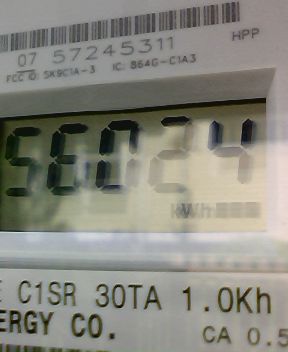 HPP
07 57245311
FCC ID: SK9C1A-3 IC: 864G-C1A3
56024
kWh
C1SR 30TA 1.0Kh
ERGY CO.
CA 0.5